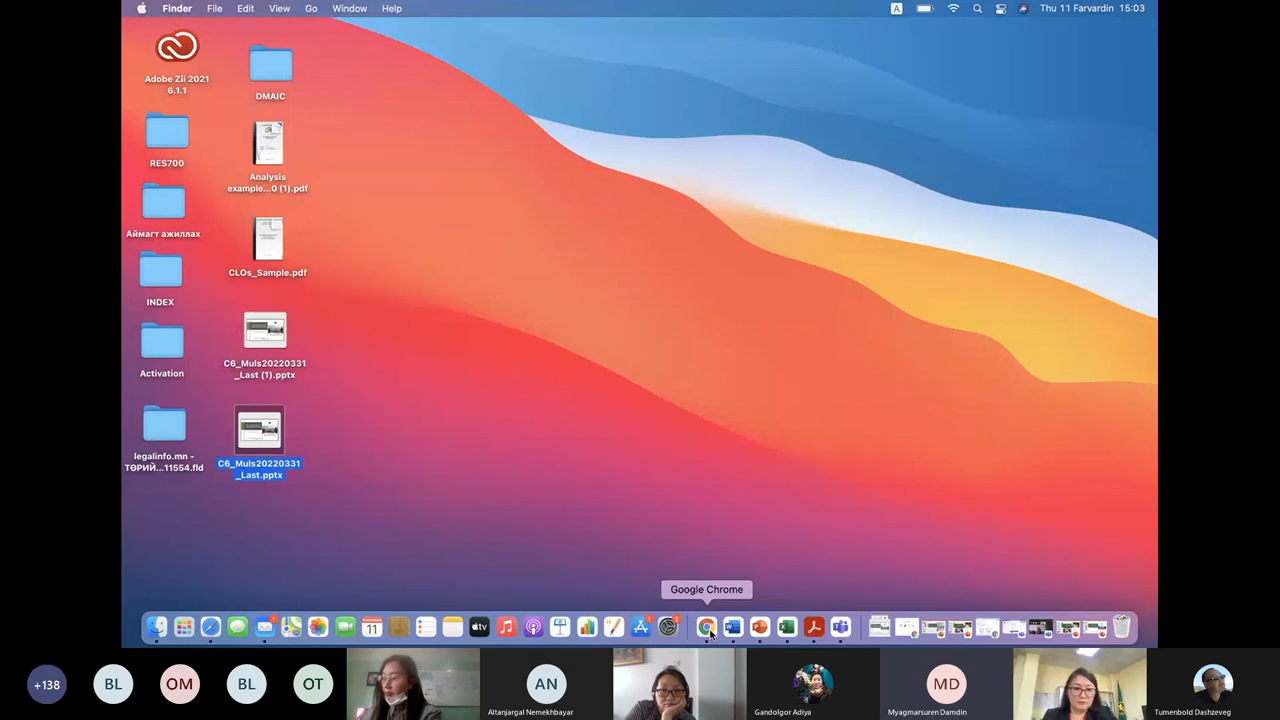 Finder File Edit View Go Window Help
A
Thu 11 Farvardin 15:03
Adobe Zii 2021
6.1.1
DMAIC
RES700
Analysis
example...0 (1).pdf
Аймагт ажиллах
CLOs_Sample.pdf
INDEX
C6_Muls20220331
_Last (1).pptx
Activation
legalinfo.mn -
ТӨРИЙ...11554.fld
C6_Muls20220331
_Last.pptx
Google Chrome
11
tv
+138
BL
OM
BL
OT
AN
Altanjargal Nemekhbayar
Gandolgor Adiya
MD
Myagmarsuren Damdin
Tumenbold Dashzeveg